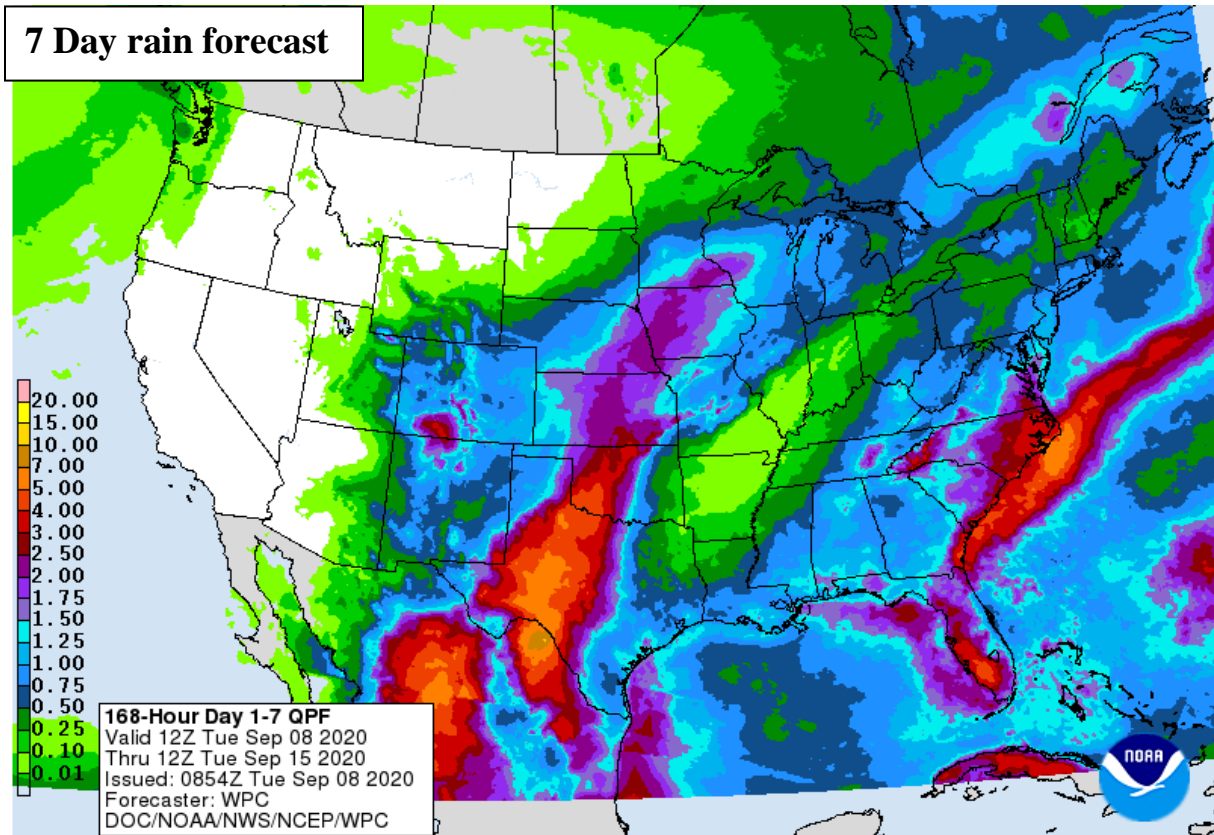 7 Day rain forecast
20.00
15.00
10.00
7.00
5.00
4.00
3.00
2.50
2.00
1.75
1.50
1.25
1.00
0.75
0.50
0.25
0.10
0.01
168-Hour Day 1-7 QPF
Valid 12Z Tue Sep 08 2020
Thru 12Z Tue Sep 15 2020
Issued: 0854Z Tue Sep 08 2020
Forecaster: WPC
DOC/NOAA/NWS/NCEP/WPC
NOAA